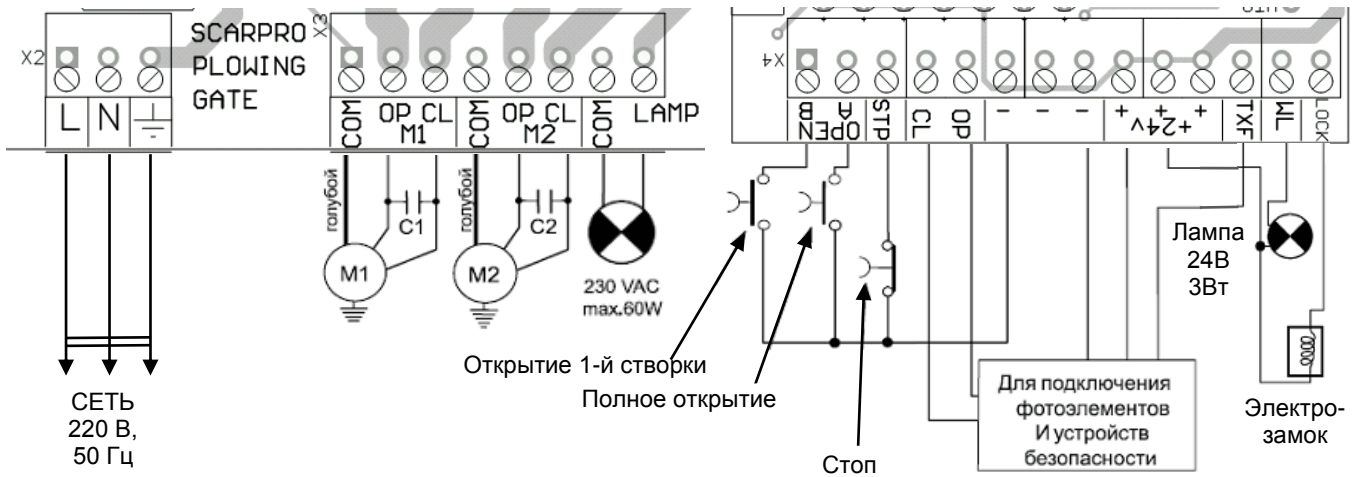 X2
SCARPRO
PLOWING
GATE
L N
X3
COM OP CL COM OP CL COM LAMP
M1 M2
голубой
C1
M1
голубой
C2
M2
230 VAC
max.60W
СЕТЬ
220 В,
50 Гц
X4
B A STP CL OP - - - + + + TXF WL LOCK
OPEN +24v
Открытие 1-й створки
Полное открытие
Стоп
Для подключения
фотоэлементов
И устройств
безопасности
Лампа
24В
3Вт
Электро-
замок